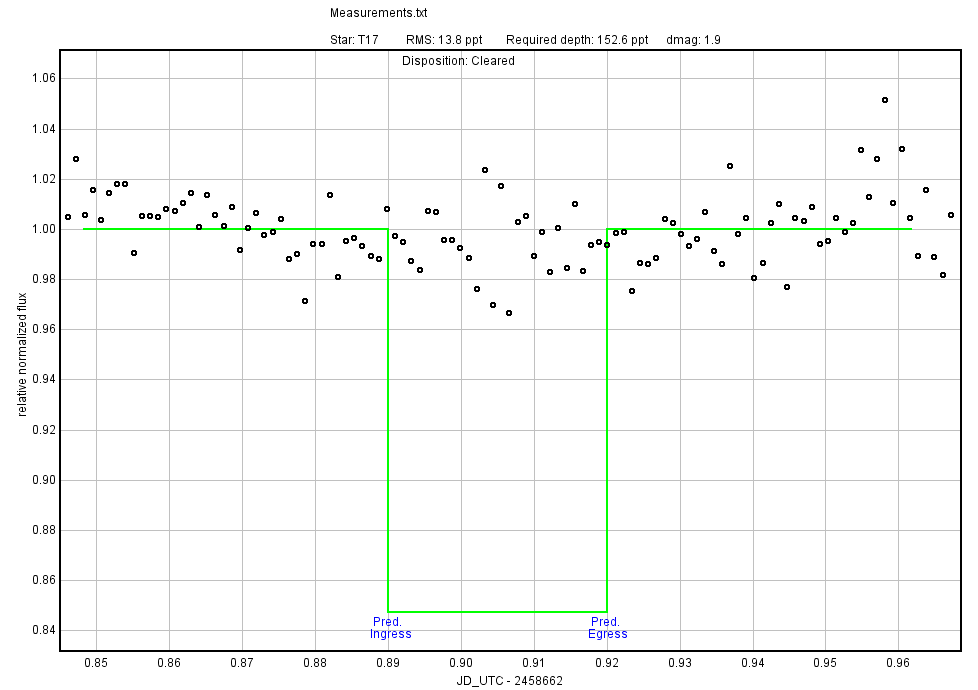 Measurements.txt
Star: T17 RMS: 13.8 ppt Required depth: 152.6 ppt dmag: 1.9
Disposition: Cleared
1.06
1.04
1.02
1.00
0.98
0.96
0.94
0.92
0.90
0.88
0.86
0.84
relative normalized flux
Pred.
Ingress
Pred.
Egress
0.85 0.86 0.87 0.88 0.89 0.90 0.91 0.92 0.93 0.94 0.95 0.96
JD_UTC - 2458662